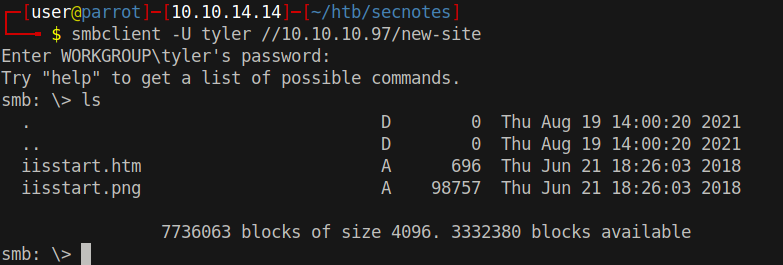 ┌─[user@parrot]─[10.10.14.14]─[~/htb/secnotes]
└──╼ $ smbclient -U tyler //10.10.10.97/new-site
Enter WORKGROUP\tyler's password:
Try "help" to get a list of possible commands.
smb: \> ls
  .                                   D        0  Thu Aug 19 14:00:20 2021
  ..                                  D        0  Thu Aug 19 14:00:20 2021
  iisstart.htm                        A      696  Thu Jun 21 18:26:03 2018
  iisstart.png                        A    98757  Thu Jun 21 18:26:03 2018
                7736063 blocks of size 4096. 3332380 blocks available
smb: \>